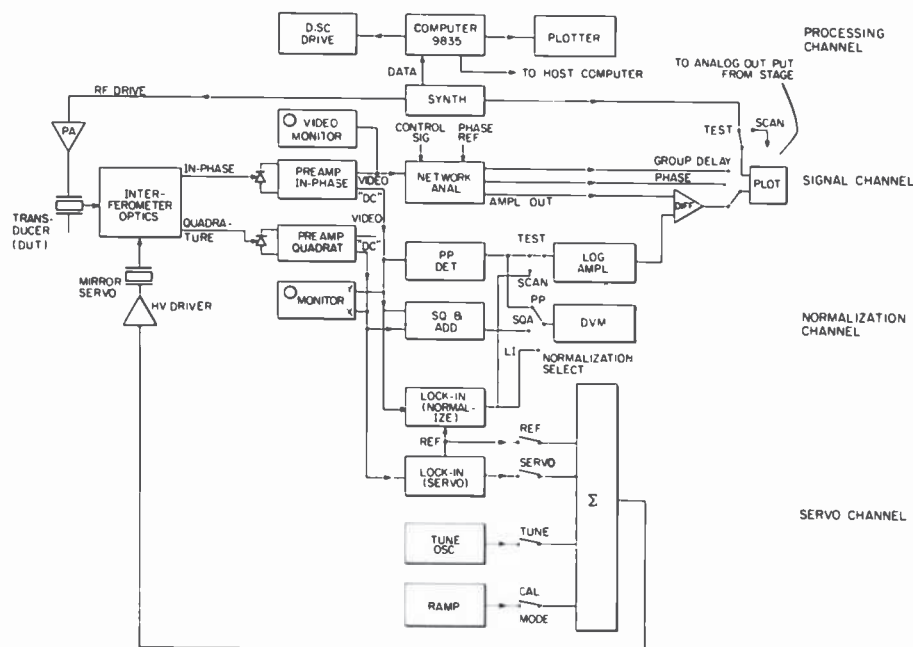 D.SC
DRIVE
COMPUTER
9835
PLOTTER
PROCESSING
CHANNEL
DATA
TO HOST COMPUTER
TO ANALOG OUT PUT
FROM STAGE
RF DRIVE
SYNTH
PA
VIDEO
MONITOR
CONTROL
SIG
PHASE
REF
TEST
SCAN
IN-PHASE
PREAMP
IN-PHASE
VIDEO
"DC"
NETWORK
ANAL
GROUP DELAY
PHASE
AMPL OUT
DIFF
PLOT
SIGNAL CHANNEL
INTER-
FEROMETER
OPTICS
TRANS-
DUCER
(DUT)
QUADRA-
TURE
PREAMP
QUADRAT
VIDEO
"DC"
PP
DET
TEST
SCAN
LOG
AMPL
MIRROR
SERVO
HV DRIVER
MONITOR
Y
X
SQ &
ADD
SQA
PP
DVM
NORMALIZATION
CHANNEL
LI
NORMALIZATION
SELECT
LOCK-IN
(NORMAL-
IZE)
REF
REF
LOCK-IN
(SERVO)
SERVO
Σ
SERVO CHANNEL
TUNE
OSC
TUNE
RAMP
CAL
MODE